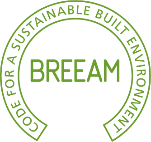 CODE FOR A SUSTAINABLE BUILT ENVIRONMENT
BREEAM